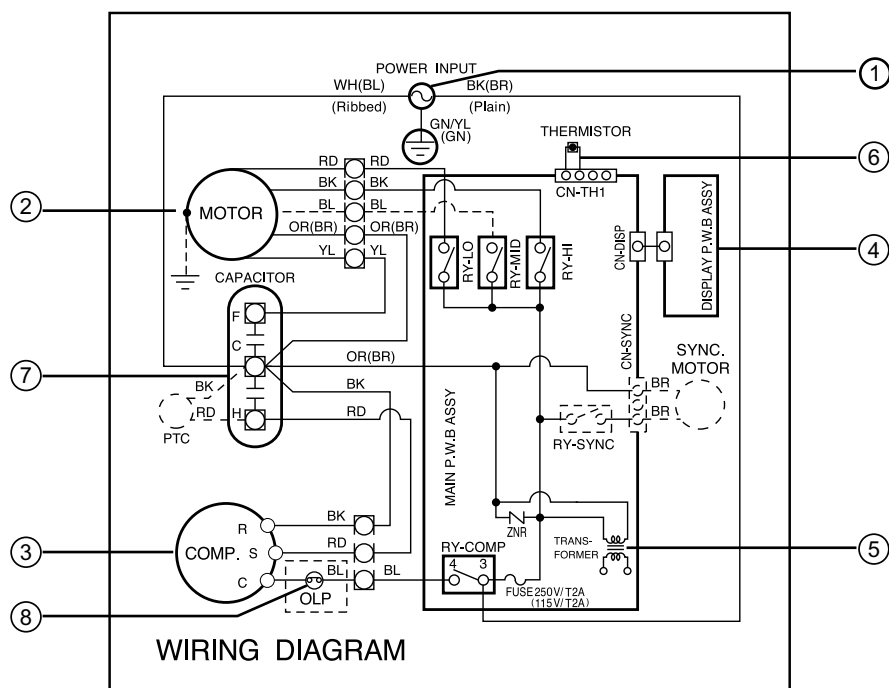 POWER INPUT
WH(BL)
BK(BR)
1
(Ribbed)
(Plain)
GN/YL
(GN)
THERMISTOR
6
RD
RD
CN-TH1
BK
BK
2
MOTOR
BL
BL
OR(BR)
OR(BR)
YL
YL
RY-LO
RY-MID
RY-HI
CN-DISP
DISPLAY P.W.B ASSY
4
CAPACITOR
F
C
H
7
OR(BR)
BK
RD
BK
RD
PTC
CN-SYNC
SYNC.
MOTOR
BR
BR
RY-SYNC
MAIN P.W.B ASSY
ZNR
TRANS-
FORMER
5
3
COMP.
R
S
C
BK
RD
BL
BL
OLP
8
RY-COMP
4
3
FUSE250V/T2A
(115V/T2A)
WIRING DIAGRAM